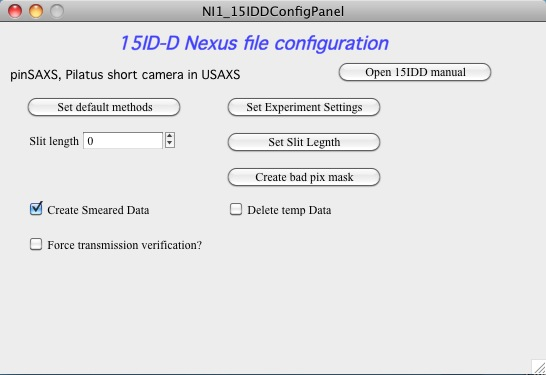 NI1_15IDDConfigPanel
15ID-D Nexus file configuration
pinSAXS, Pilatus short camera in USAXS
Open 15IDD manual
Set default methods
Set Experiment Settings
Slit length 0
Set Slit Legnth
Create bad pix mask
Create Smeared Data
Delete temp Data
Force transmission verification?